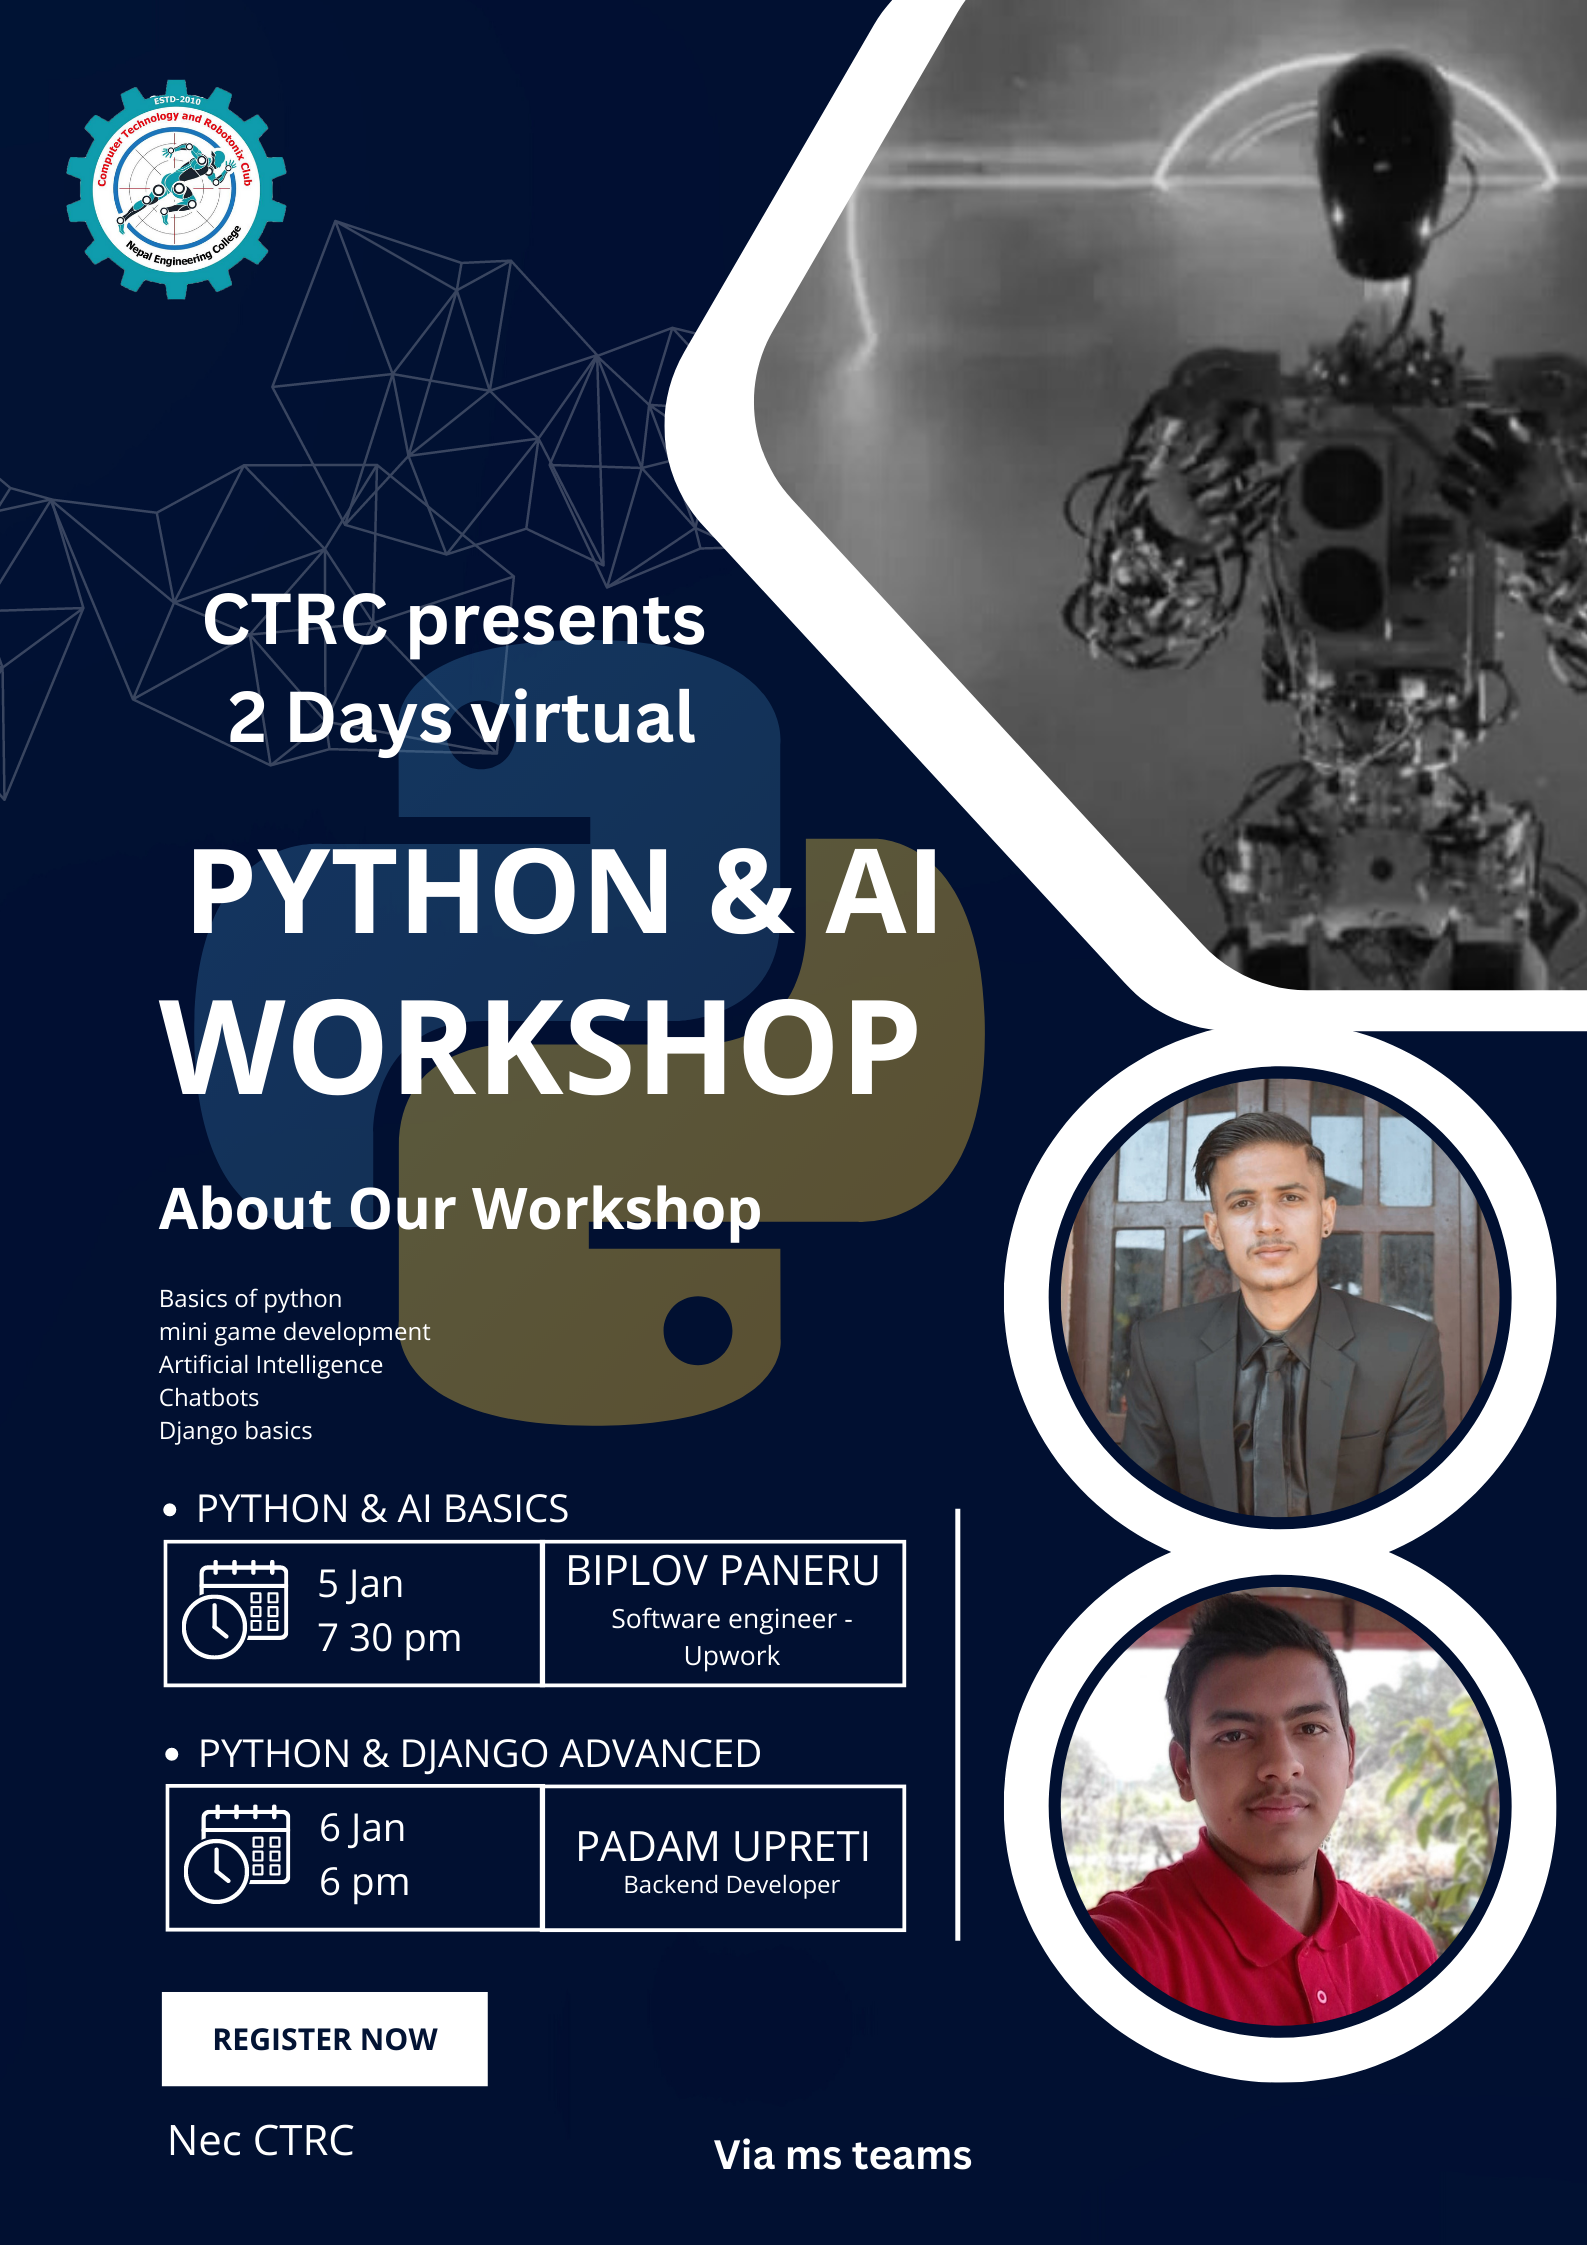 ESTD-2010
Computer Technology and Robotonix Club
Nepal Engineering College
CTRC presents
2 Days virtual
PYTHON & AI
WORKSHOP
About Our Workshop
Basics of python
mini game development
Artificial Intelligence
Chatbots
Django basics
• PYTHON & AI BASICS
5 Jan
7 30 pm
BIPLOV PANERU
Software engineer -
Upwork
• PYTHON & DJANGO ADVANCED
6 Jan
6 pm
PADAM UPRETI
Backend Developer
REGISTER NOW
Nec CTRC
Via ms teams